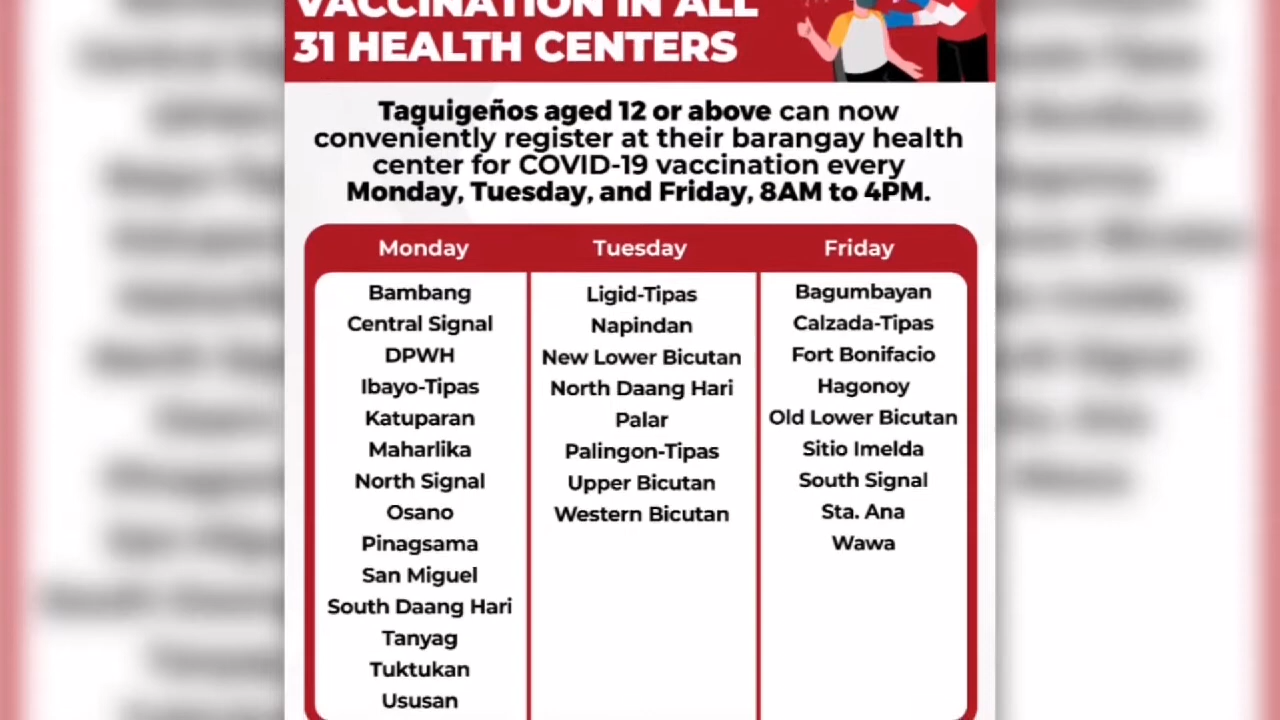 VACCINATION IN ALL
31 HEALTH CENTERS
Taguigeños aged 12 or above can now
conveniently register at their barangay health
center for COVID-19 vaccination every
Monday, Tuesday, and Friday, 8AM to 4PM.
Monday
Bambang
Central Signal
DPWH
Ibayo-Tipas
Katuparan
Maharlika
North Signal
Osano
Pinagsama
San Miguel
South Daang Hari
Tanyag
Tuktukan
Ususan
Tuesday
Ligid-Tipas
Napindan
New Lower Bicutan
North Daang Hari
Palar
Palingon-Tipas
Upper Bicutan
Western Bicutan
Friday
Bagumbayan
Calzada-Tipas
Fort Bonifacio
Hagonoy
Old Lower Bicutan
Sitio Imelda
South Signal
Sta. Ana
Wawa